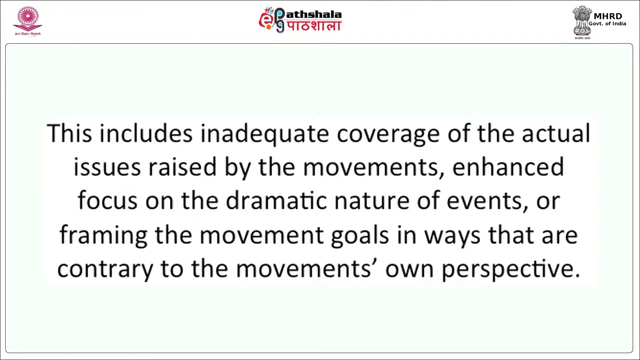 ePathshala
पाठशाला
MHRD
Govt. of India
This includes inadequate coverage of the actual
issues raised by the movements, enhanced
focus on the dramatic nature of events, or
framing the movement goals in ways that are
contrary to the movements’ own perspective.